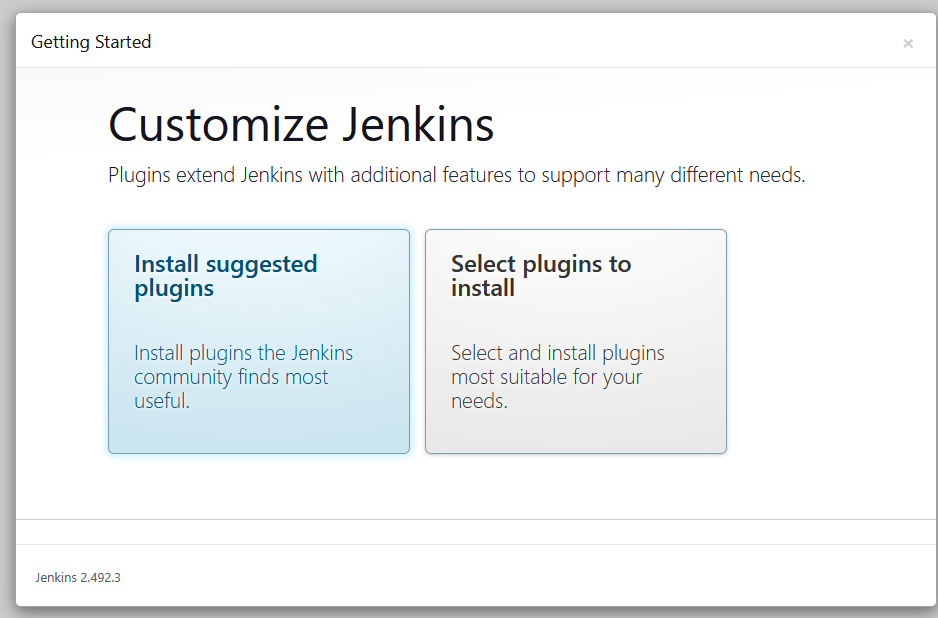 Getting Started
×
Customize Jenkins
Plugins extend Jenkins with additional features to support many different needs.
Install suggested
plugins
Install plugins the Jenkins
community finds most
useful.
Select plugins to
install
Select and install plugins
most suitable for your
needs.
Jenkins 2.492.3